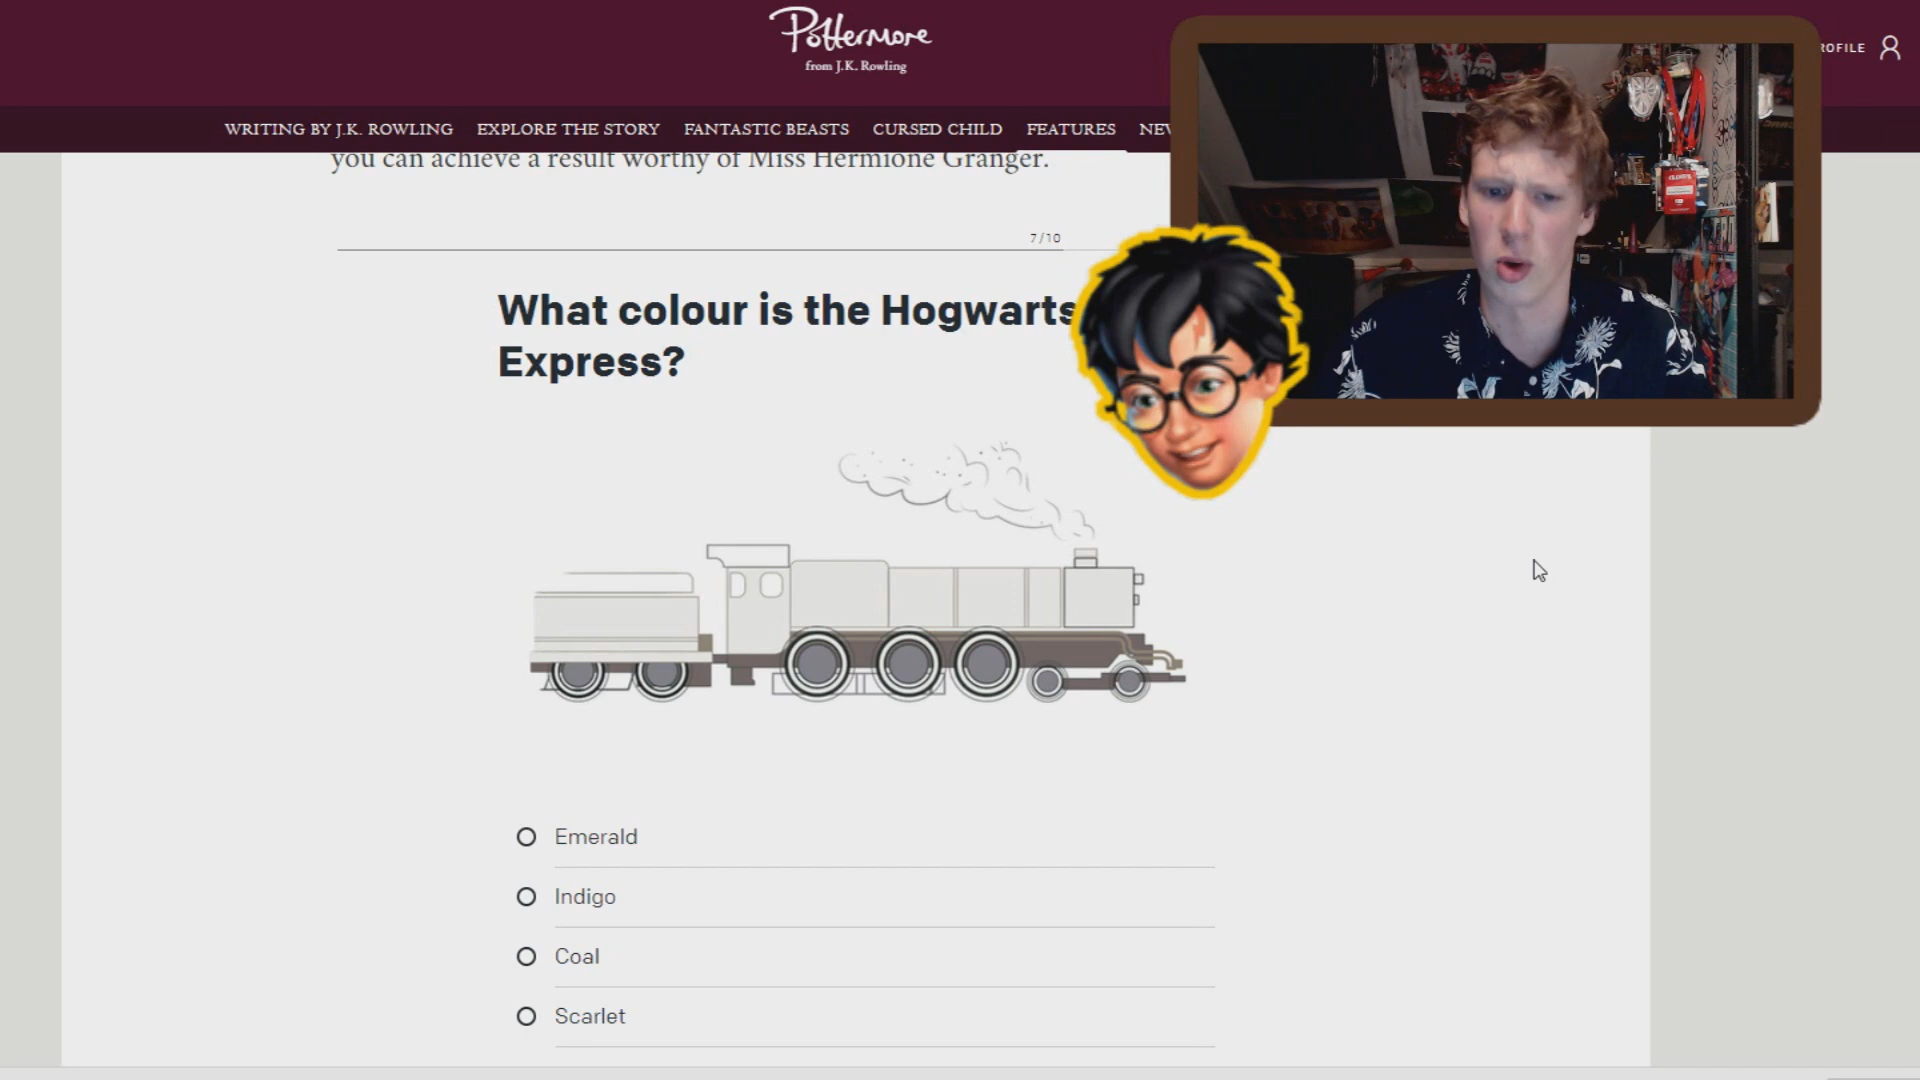 Pottermore
from J.K. Rowling
ROFILE
WRITING BY J.K. ROWLING EXPLORE THE STORY FANTASTIC BEASTS CURSED CHILD FEATURES NEW
you can achieve a result worthy of Miss Hermione Granger.
7/10
What colour is the Hogwarts
Express?
Emerald
Indigo
Coal
Scarlet